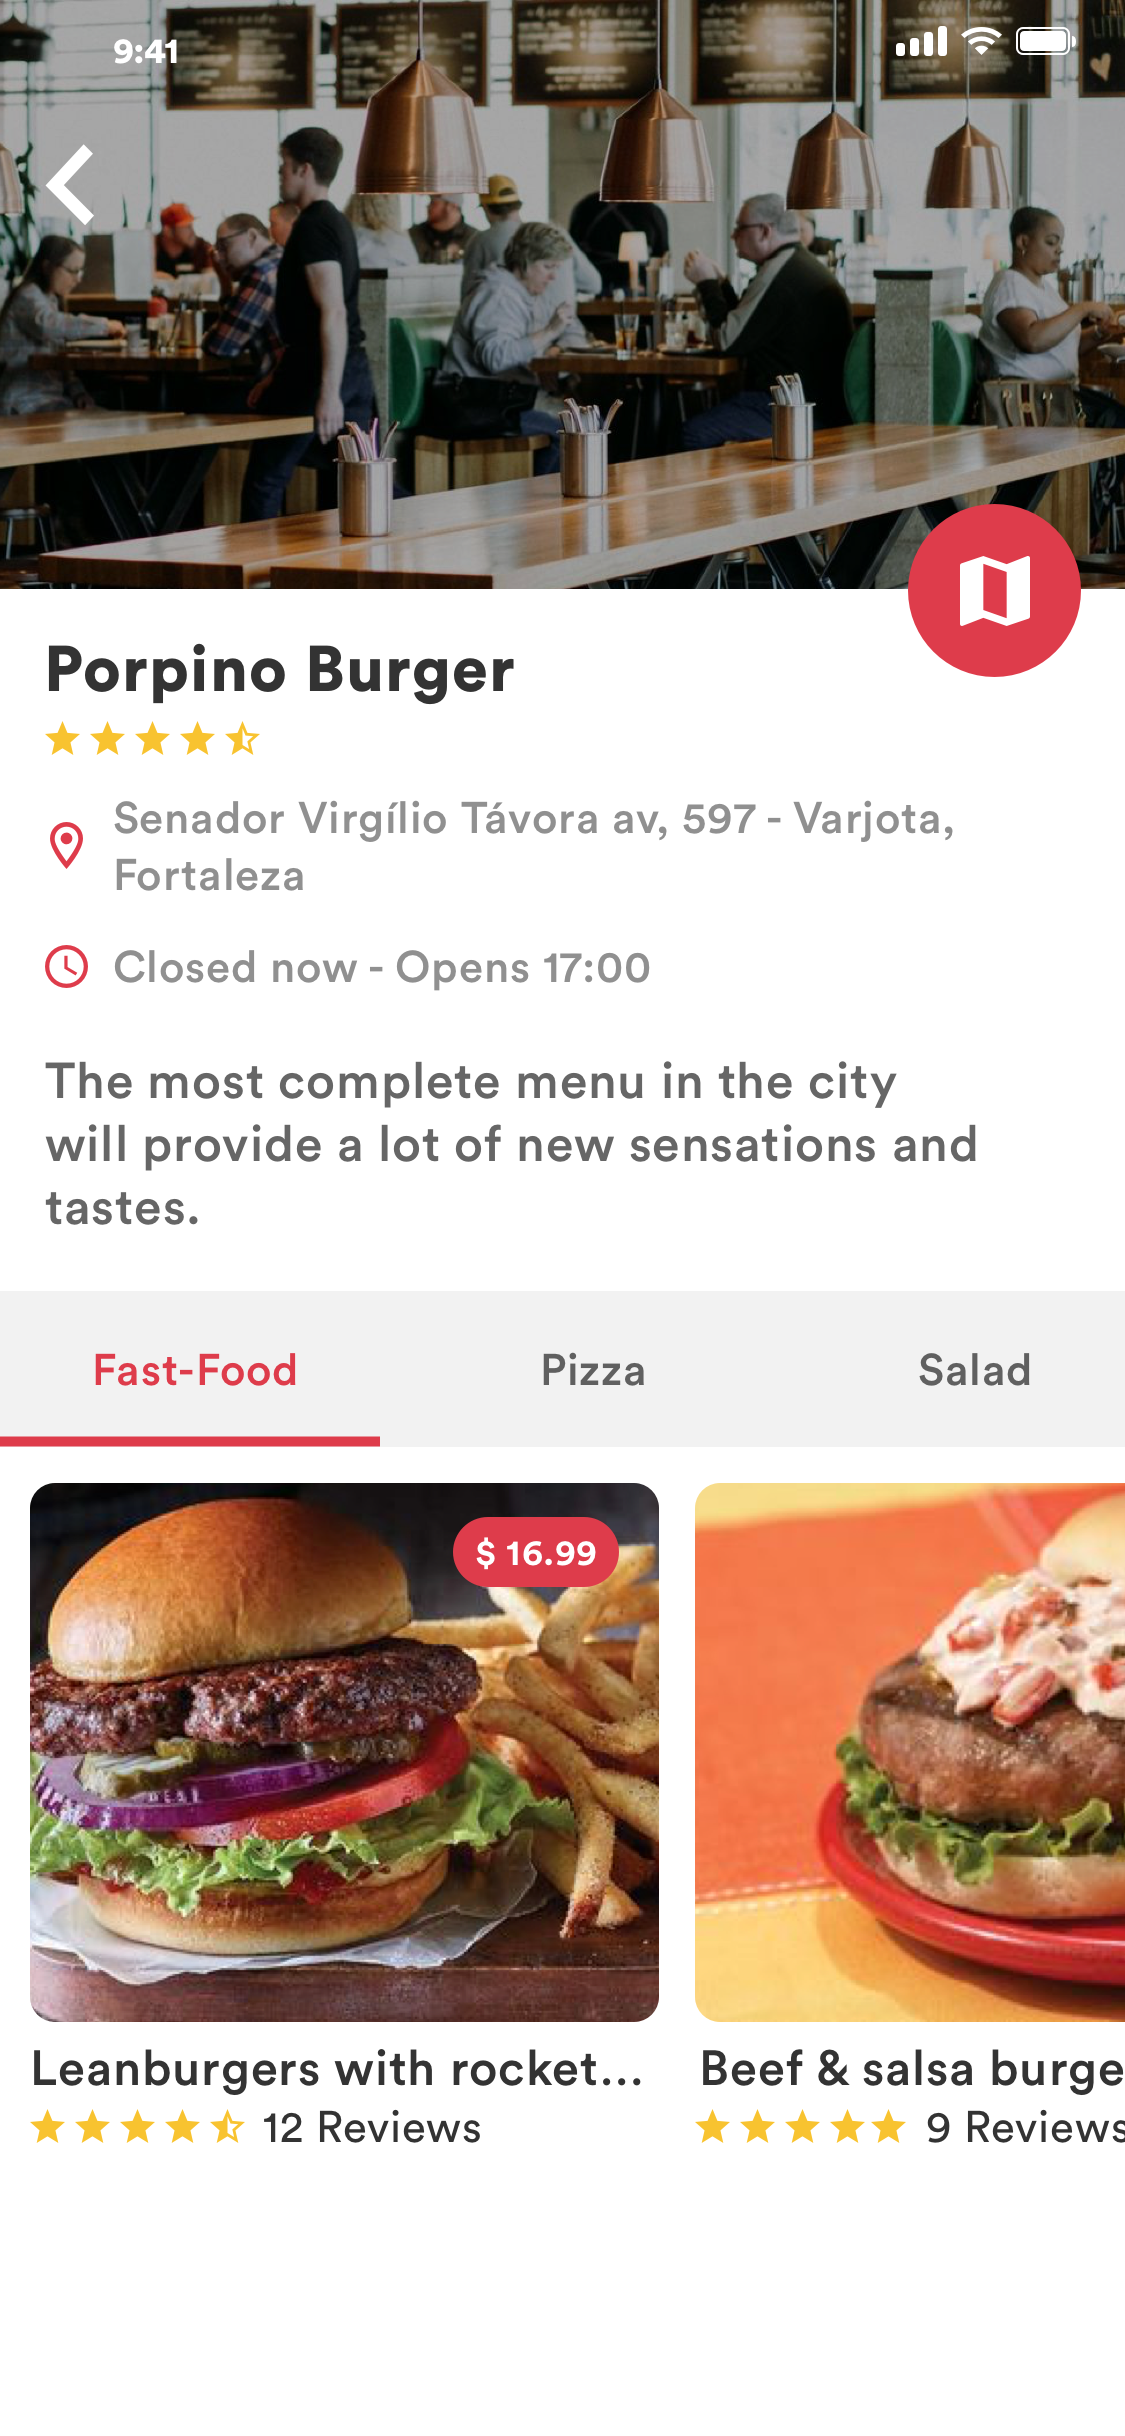 9:41
Porpino Burger
Senador Virgílio Távora av, 597 - Varjota,
Fortaleza
Closed now - Opens 17:00
The most complete menu in the city
will provide a lot of new sensations and
tastes.
Fast-Food Pizza Salad
$ 16.99
Leanburgers with rocket... Beef & salsa burge
12 Reviews 9 Reviews